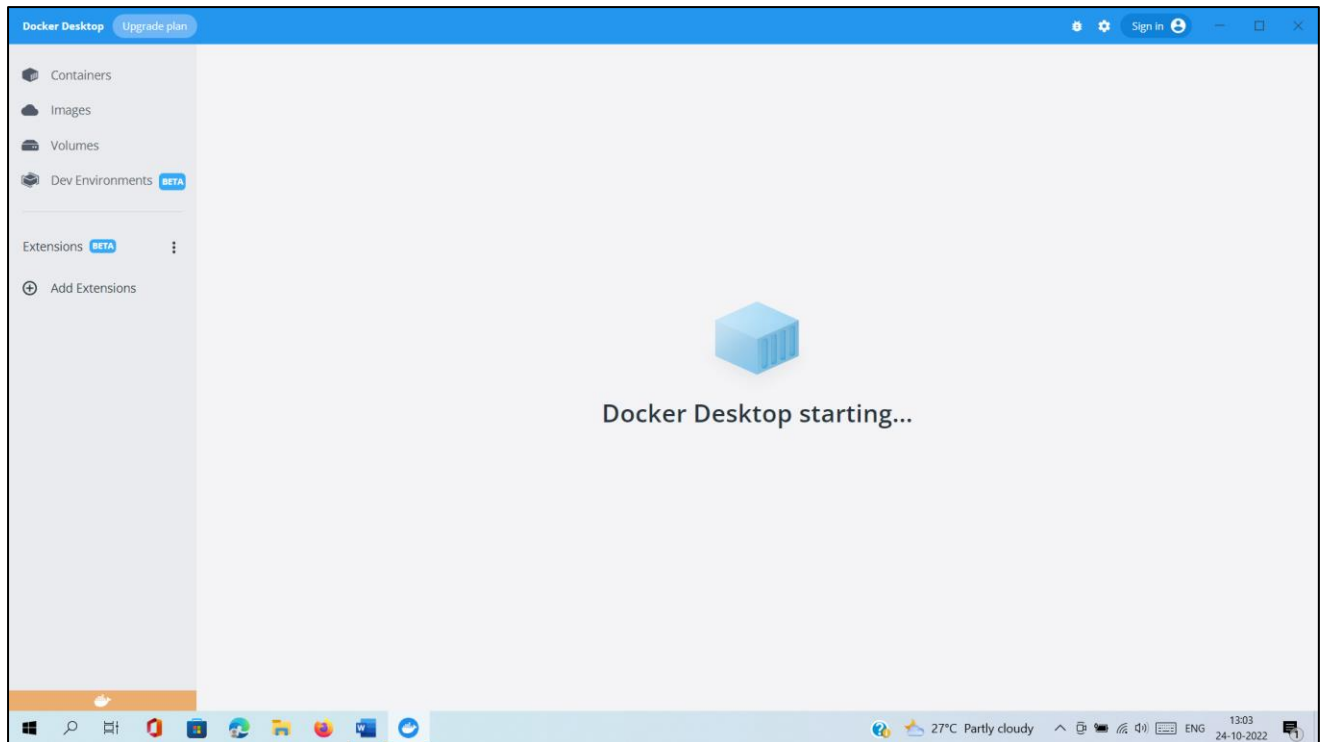 Docker Desktop Upgrade plan Sign in
Containers
Images
Volumes
Dev Environments BETA
Extensions BETA
Add Extensions
Docker Desktop starting...
27°C Partly cloudy ENG 13:03
24-10-2022 1